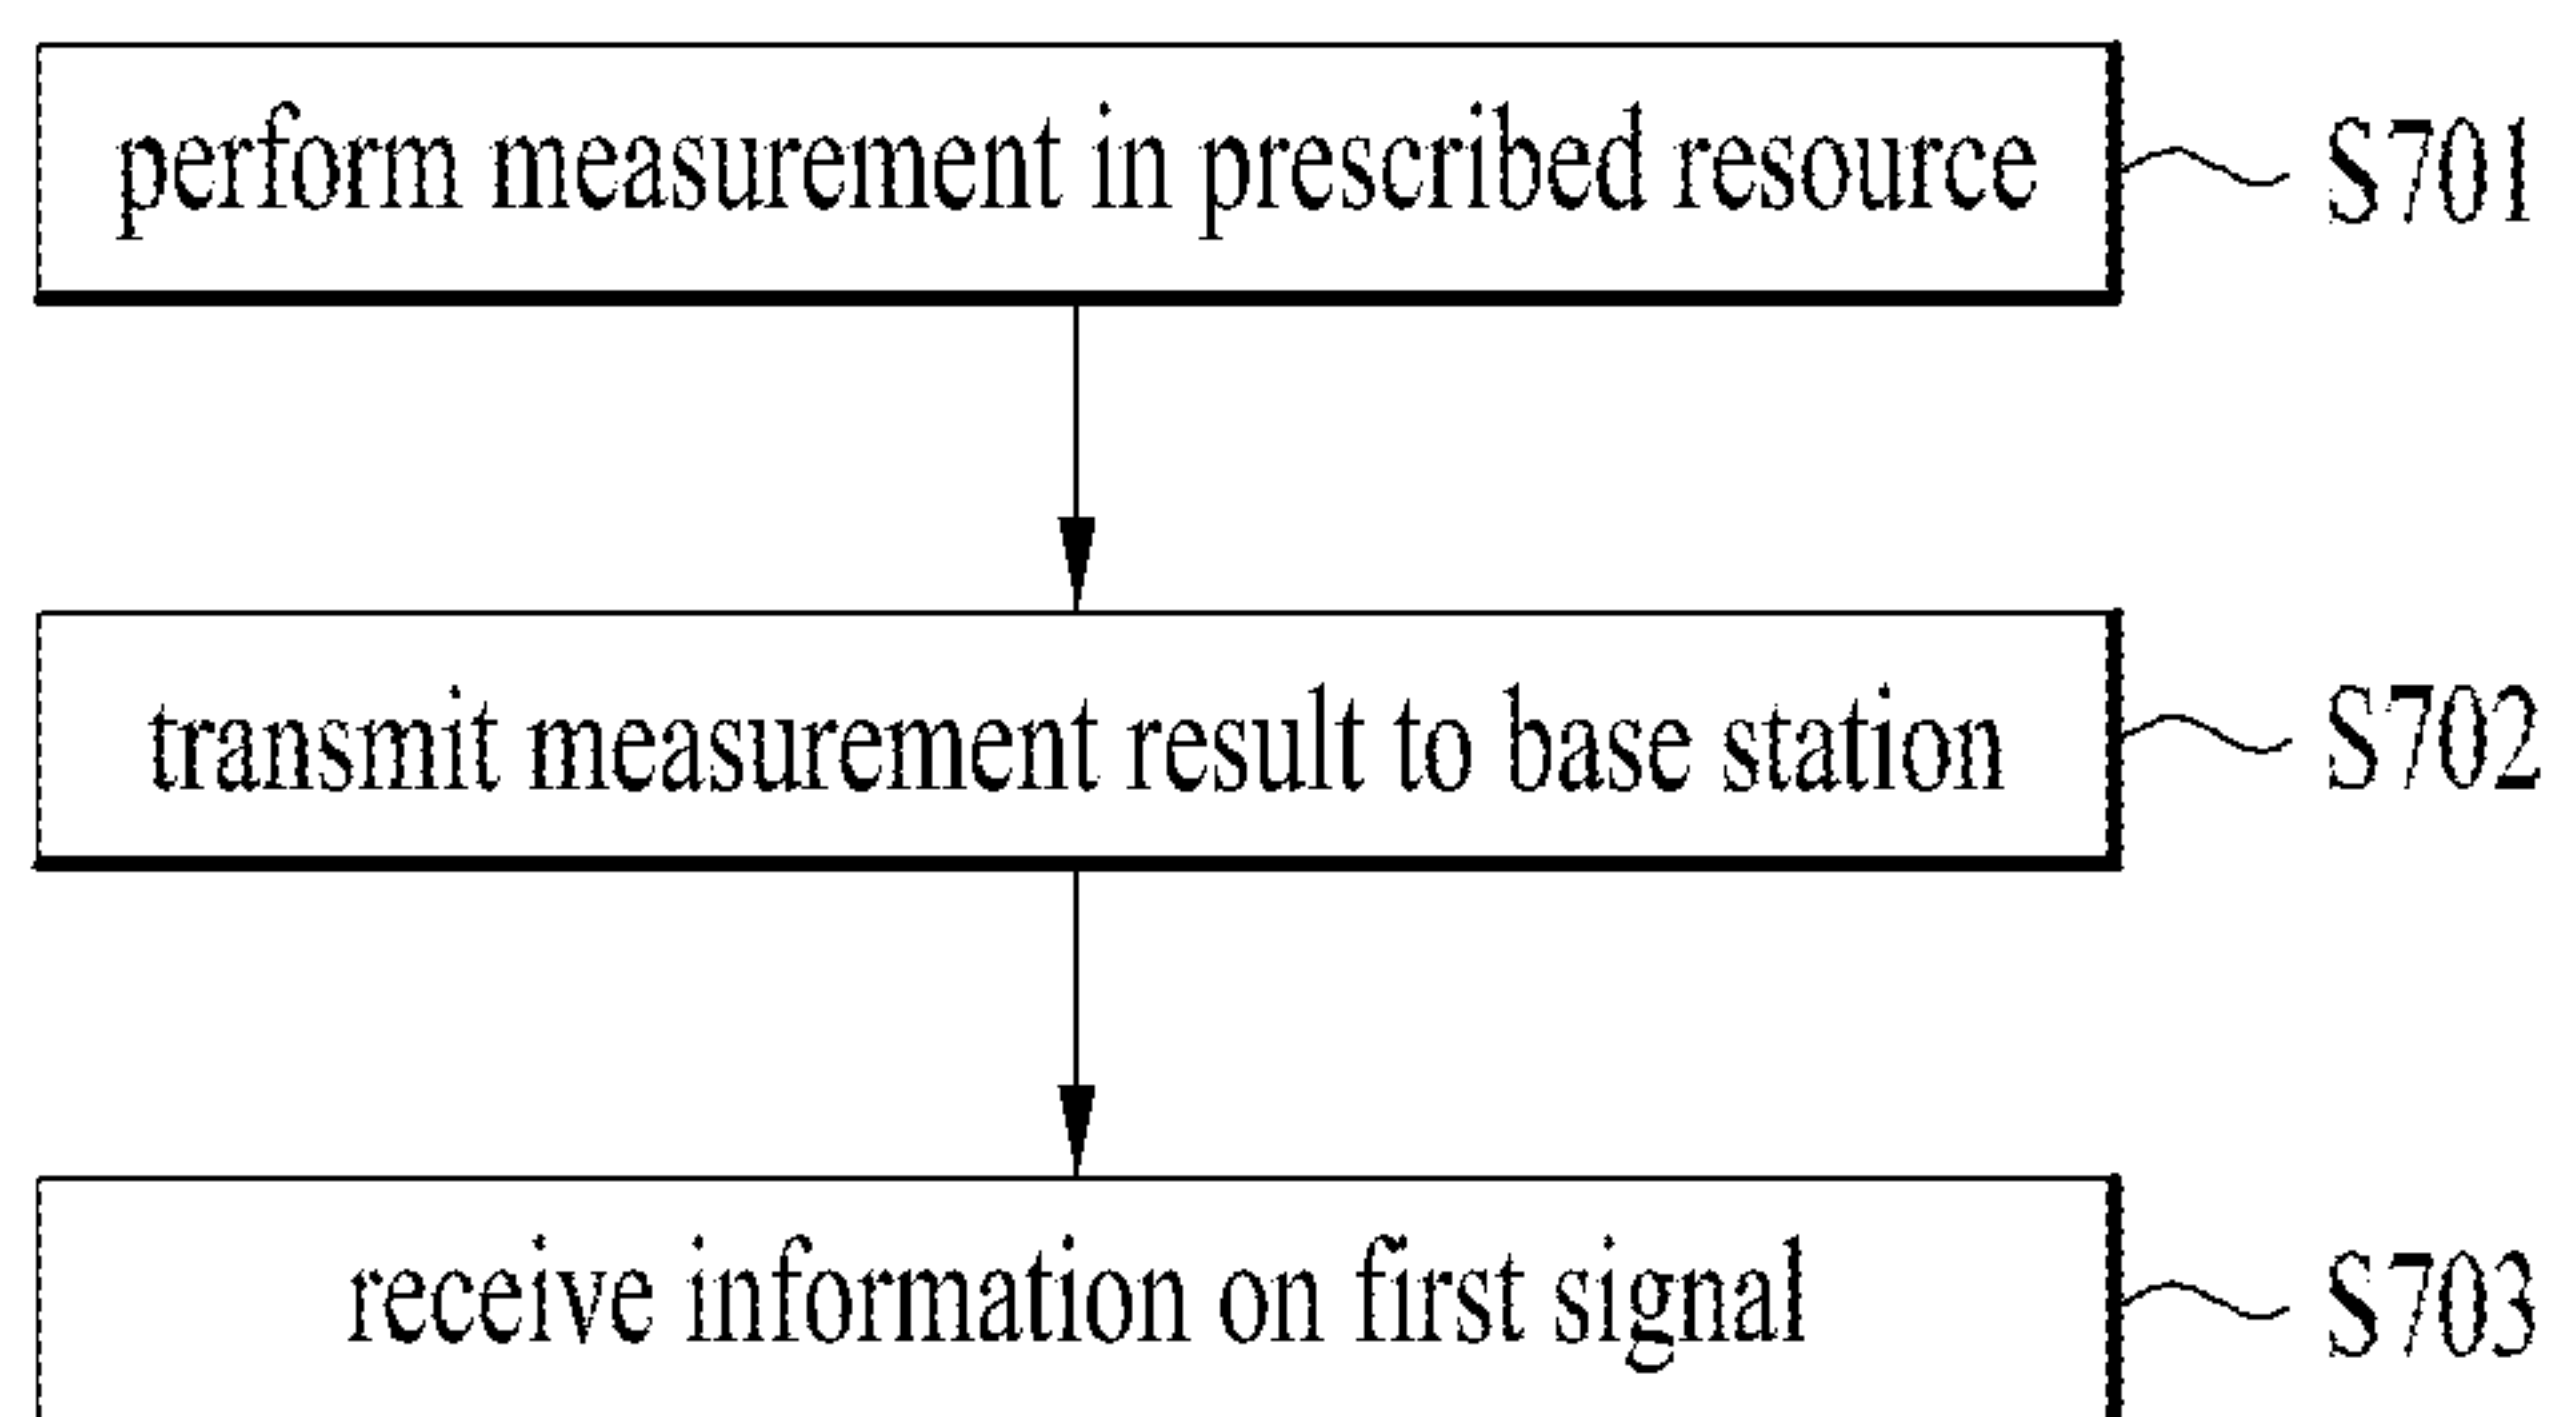 perform measurement in prescribed resource S701
transmit measurement result to base station S702
receive information on first signal S703